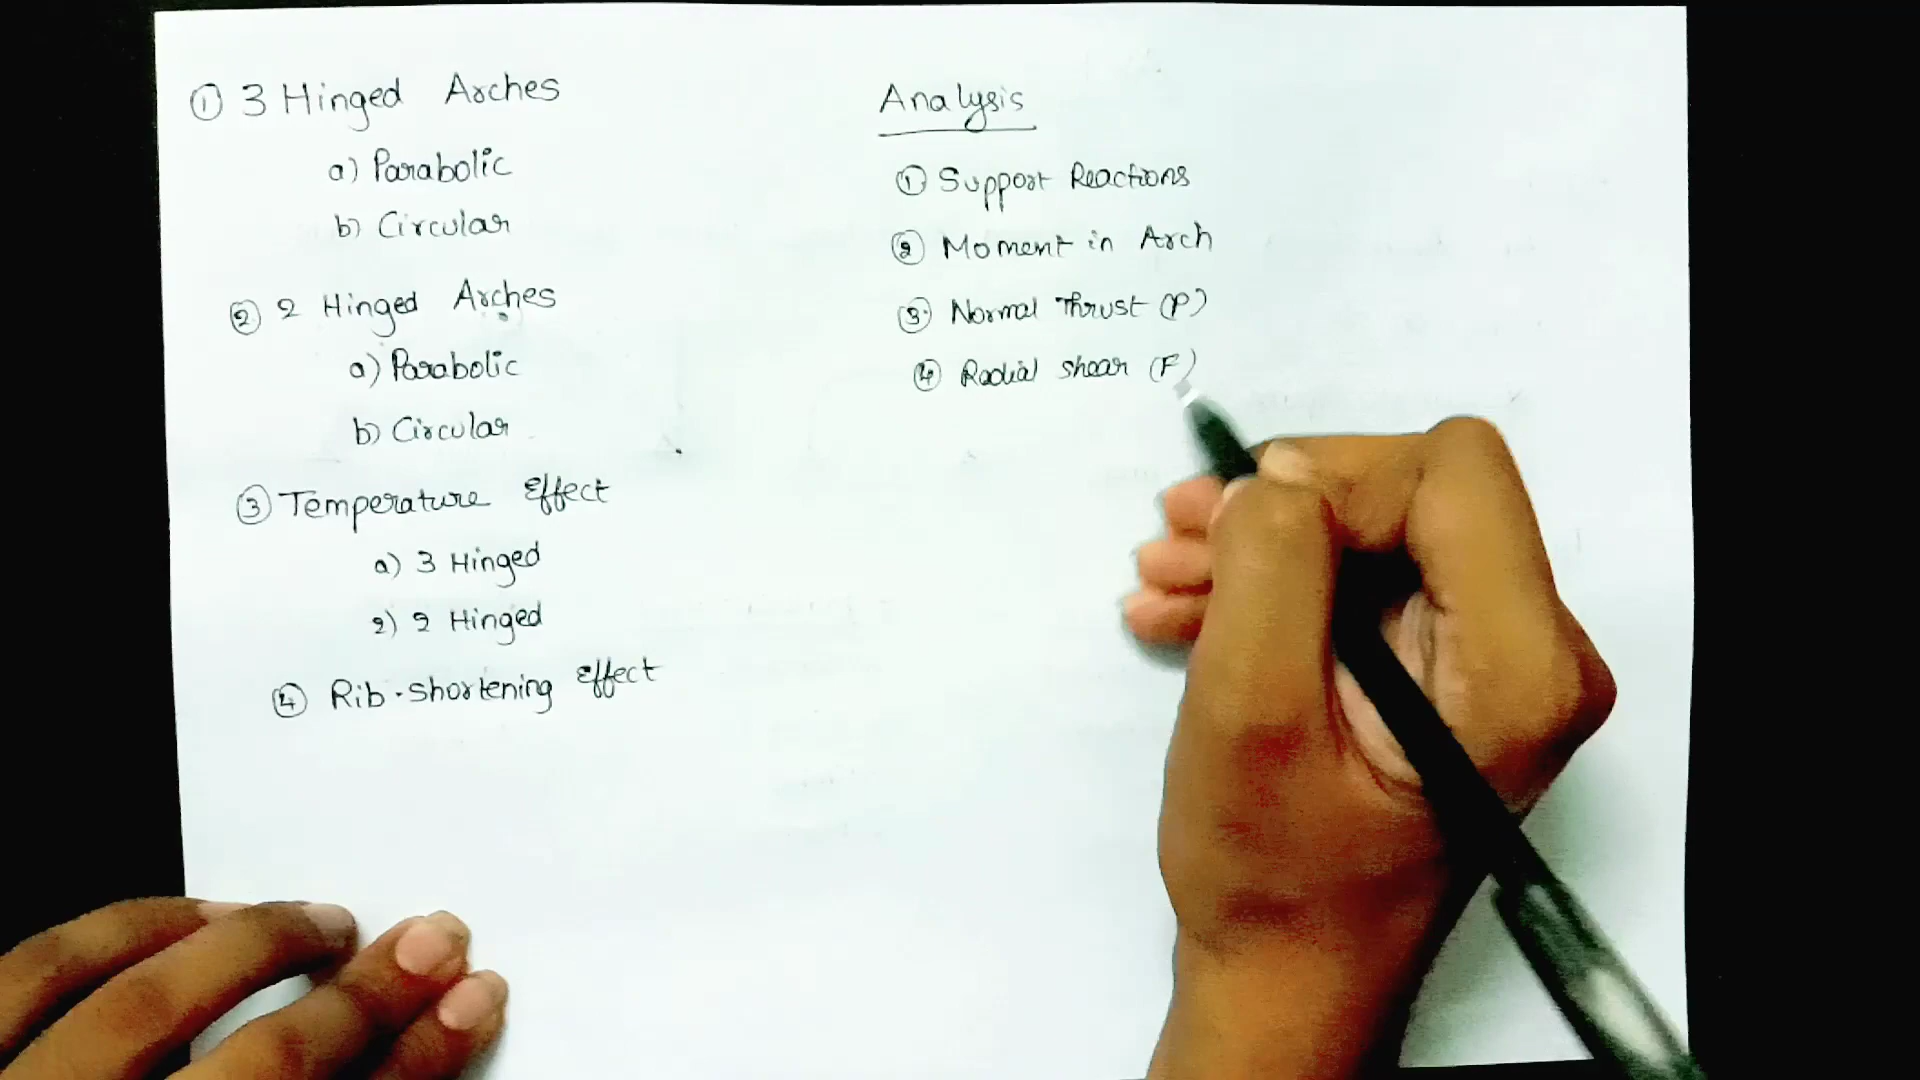 ① 3 Hinged Arches
a) Parabolic
b) Circular
② 2 Hinged Arches
a) Parabolic
b) Circular
③ Temperature Effect
a) 3 Hinged
2) 2 Hinged
④ Rib-shortening Effect
Analysis
① Support Reactions
② Moment in Arch
③ Normal Thrust (P)
④ Radial shear (F)